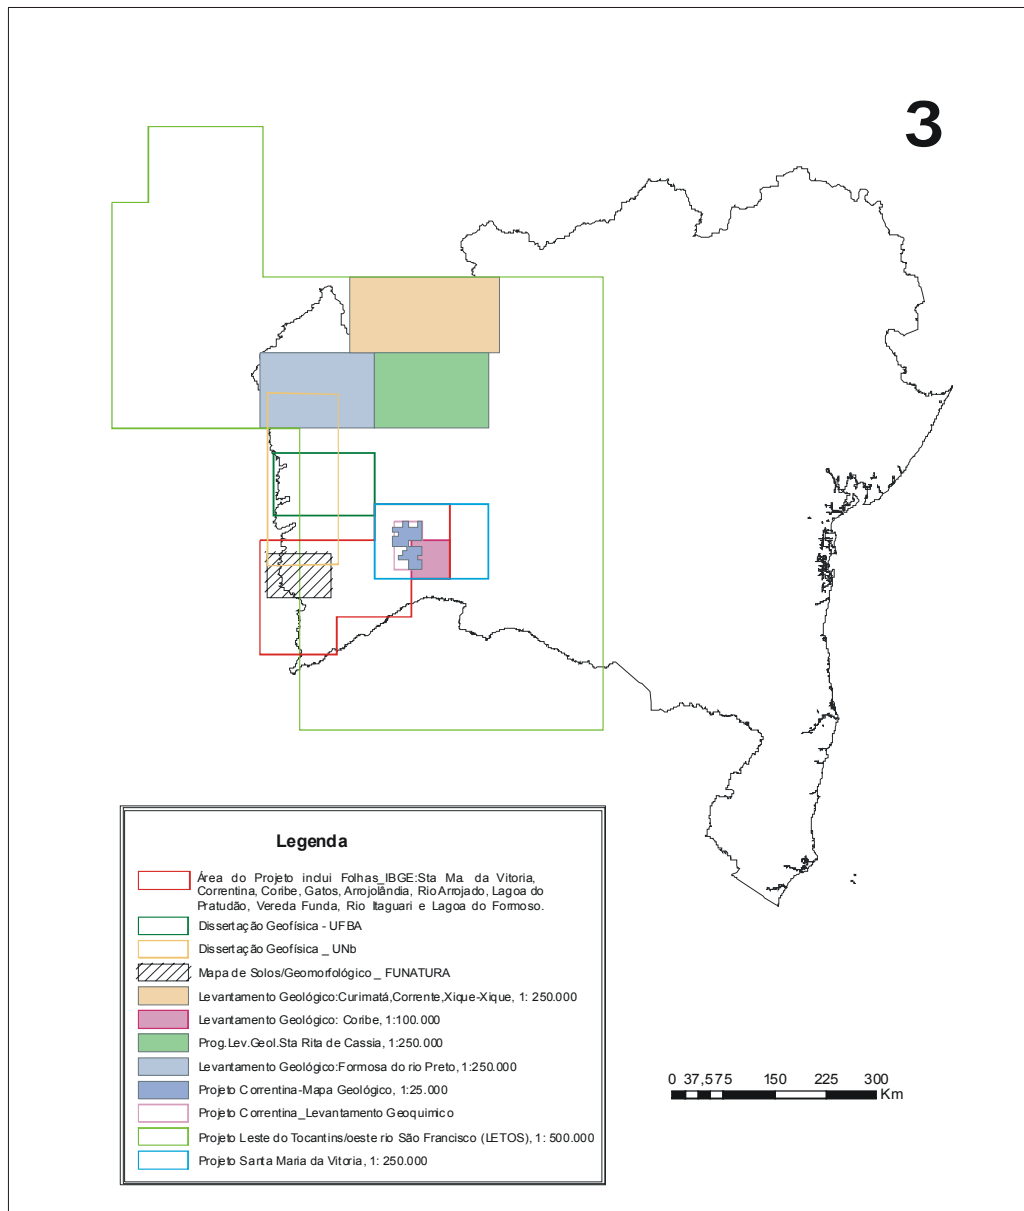 3
Legenda
Área do Projeto inclui Folhas_IBGE:Sta Ma. da Vitoria,
Correntina, Coribe, Gatos, Arrojolândia, Rio Arrojado, Lagoa do
Pratudão, Vereda Funda, Rio Itaguari e Lagoa do Formoso.
Dissertação Geofísica - UFBA
Dissertação Geofísica _ UNb
Mapa de Solos/Geomorfológico _ FUNATURA
Levantamento Geológico:Curimatá,Corrente,Xique-Xique, 1: 250.000
Levantamento Geológico: Coribe, 1:100.000
Prog.Lev.Geol.Sta Rita de Cassia, 1:250.000
Levantamento Geológico:Formosa do rio Preto, 1:250.000
Projeto Correntina-Mapa Geológico, 1:25.000
Projeto Correntina_Levantamento Geoquimico
Projeto Leste do Tocantins/oeste rio São Francisco (LETOS), 1: 500.000
Projeto Santa Maria da Vitoria, 1: 250.000
0 37,5 75 150 225 300
Km